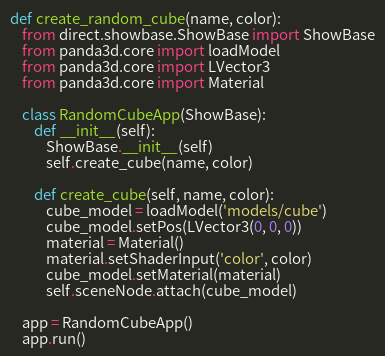 def create_random_cube(name, color):
    from direct.showbase.ShowBase import ShowBase
    from panda3d.core import loadModel
    from panda3d.core import LVector3
    from panda3d.core import Material

    class RandomCubeApp(ShowBase):
        def __init__(self):
            ShowBase.__init__(self)
            self.create_cube(name, color)

        def create_cube(self, name, color):
            cube_model = loadModel('models/cube')
            cube_model.setPos(LVector3(0, 0, 0))
            material = Material()
            material.setShaderInput('color', color)
            cube_model.setMaterial(material)
            self.sceneNode.attach(cube_model)

    app = RandomCubeApp()
    app.run()